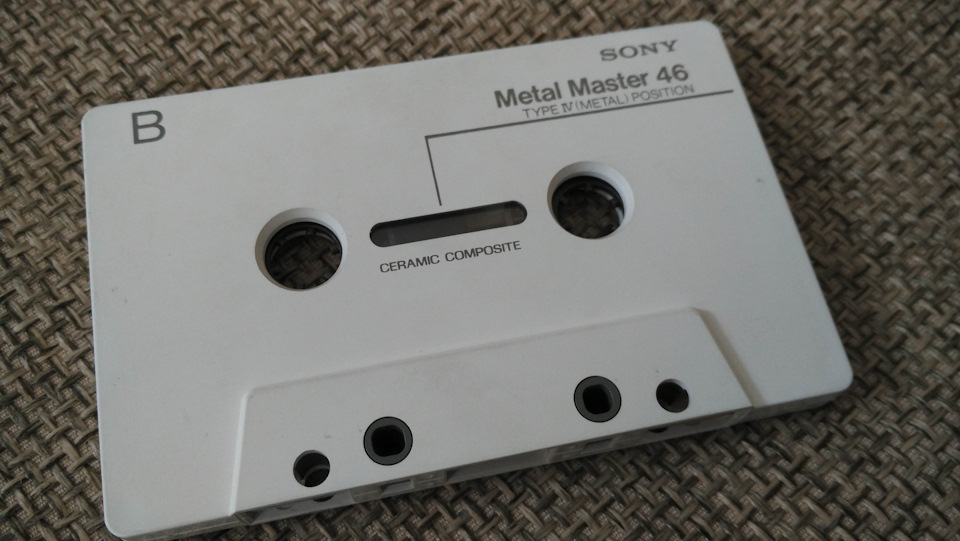 B
SONY
Metal Master 46
TYPE IV (METAL) POSITION
CERAMIC COMPOSITE